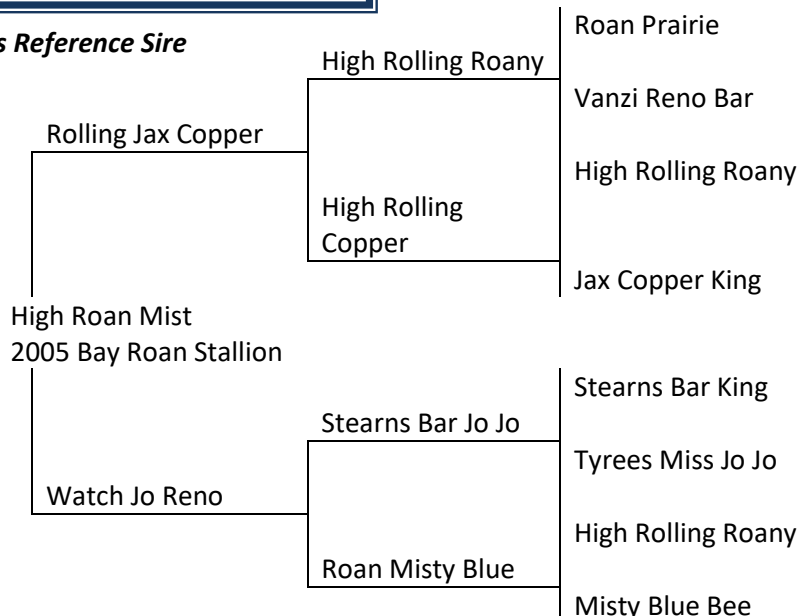 s Reference Sire
Roan Prairie
High Rolling Roany
Vanzi Reno Bar
Rolling Jax Copper
High Rolling Roany
High Rolling
Copper
Jax Copper King
High Roan Mist
2005 Bay Roan Stallion
Stearns Bar King
Stearns Bar Jo Jo
Tyrees Miss Jo Jo
Watch Jo Reno
High Rolling Roany
Roan Misty Blue
Misty Blue Bee